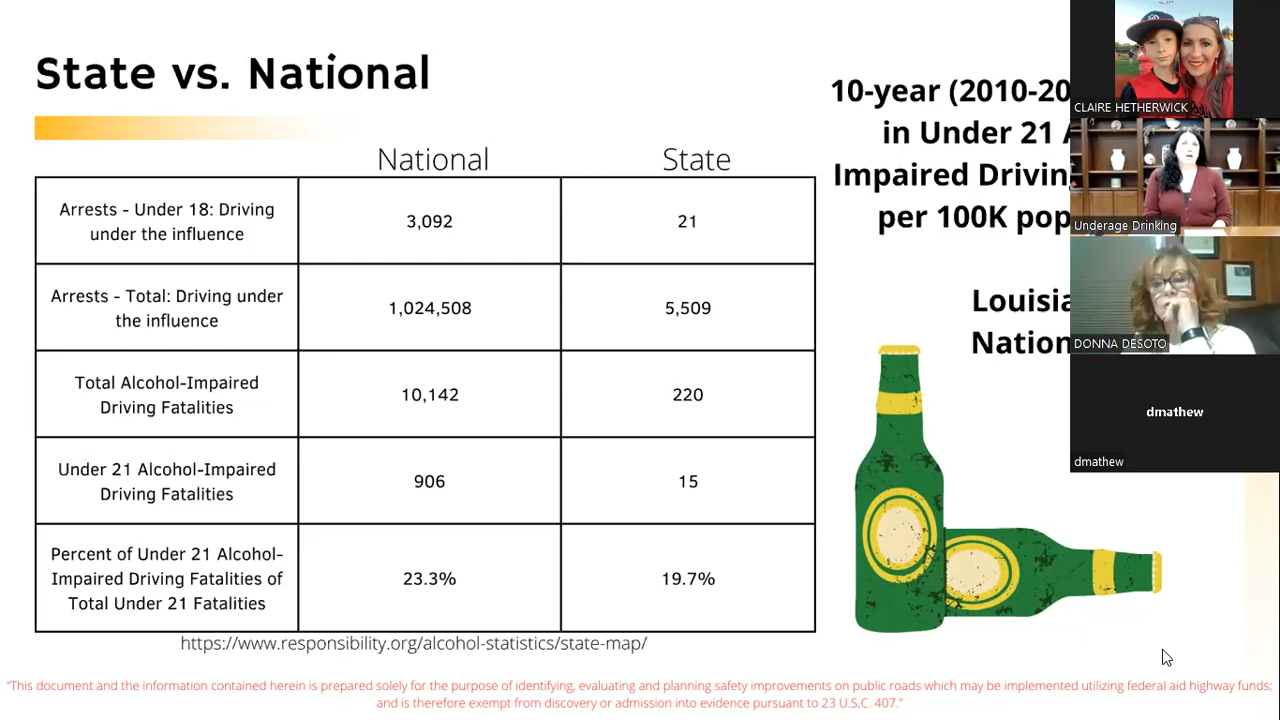 State vs. National
National
State
Arrests - Under 18: Driving
under the influence
3,092
21
Arrests - Total: Driving under
the influence
1,024,508
5,509
Total Alcohol-Impaired
Driving Fatalities
10,142
220
Under 21 Alcohol-Impaired
Driving Fatalities
906
15
Percent of Under 21 Alcohol-
Impaired Driving Fatalities of
Total Under 21 Fatalities
23.3%
19.7%
https://www.responsibility.org/alcohol-statistics/state-map/
10-year (2010-20
in Under 21
Impaired Drivin
per 100K pop
Louisia
Nation
CLAIRE HETHERWICK
Underage Drinking
DONNA DESOTO
dmathew
dmathew
"This document and the information contained herein is prepared solely for the purpose of identifying, evaluating and planning safety improvements on public roads which may be implemented utilizing federal aid highway funds;
and is therefore exempt from discovery or admission into evidence pursuant to 23 U.S.C. 407."